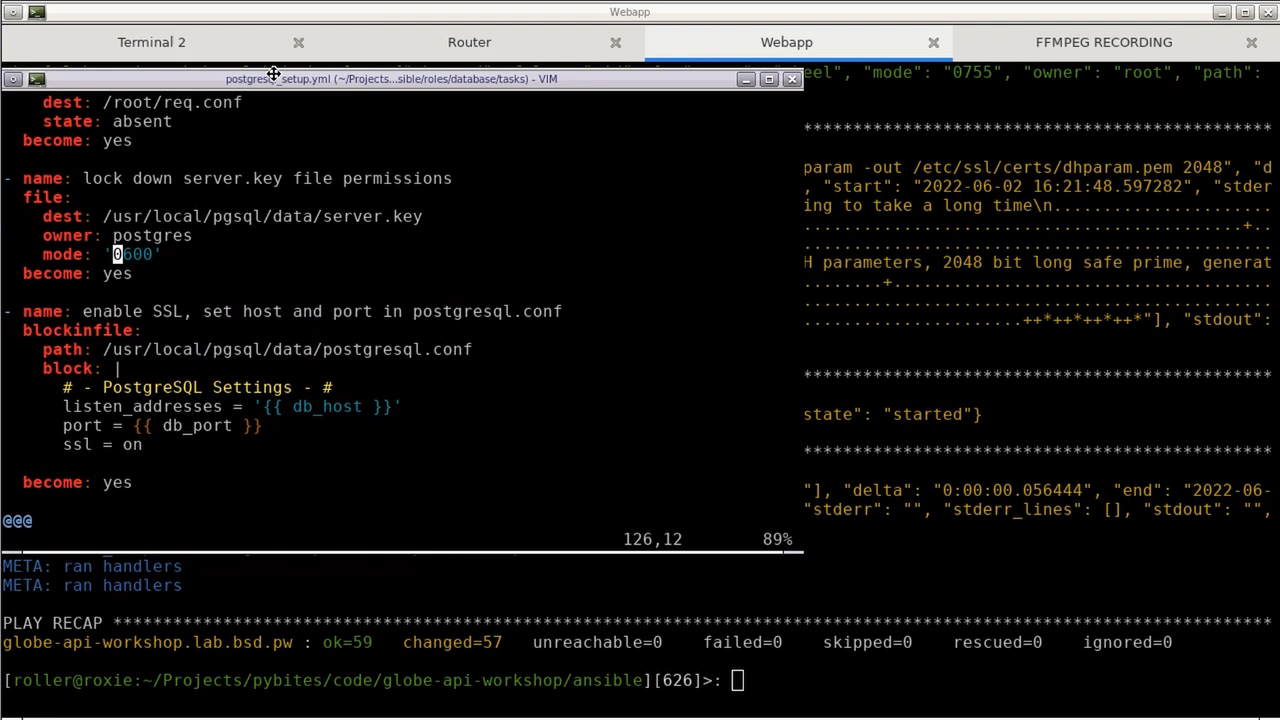 Webapp
Terminal 2
Router
Webapp
FFMPEG RECORDING
setup.yml (~/Projects...sible/roles/database/tasks) - VIM
dest: /root/req.conf
state: absent
become: yes
- name: lock down server.key file permissions
file:
dest: /usr/local/pgsql/data/server.key
owner: postgres
mode: '0600'
become: yes
- name: enable SSL, set host and port in postgresql.conf
blockinfile:
path: /usr/local/pgsql/data/postgresql.conf
block: |
# - PostgreSQL Settings - #
listen_addresses = '{{ db_host }}'
port = {{ db_port }}
ssl = on
become: yes
@@@
126,12 89%
eel", "mode": "0755", "owner": "root", "path":
***********************************************
param -out /etc/ssl/certs/dhparam.pem 2048", "d
, "start": "2022-06-02 16:21:48.597282", "stder
ing to take a long time\n......................
............................................+..
H parameters, 2048 bit long safe prime, generat
........+......................................
...............................................
......................++*++*++*++*"], "stdout":
***********************************************
state": "started"}
***********************************************
"], "delta": "0:00:00.056444", "end": "2022-06-
"stderr": "", "stderr_lines": [], "stdout": "",
META: ran handlers
META: ran handlers
PLAY RECAP ********************************************************************************************************************
globe-api-workshop.lab.bsd.pw : ok=59 changed=57 unreachable=0 failed=0 skipped=0 rescued=0 ignored=0
[roller@roxie:~/Projects/pybites/code/globe-api-workshop/ansible][626]>: